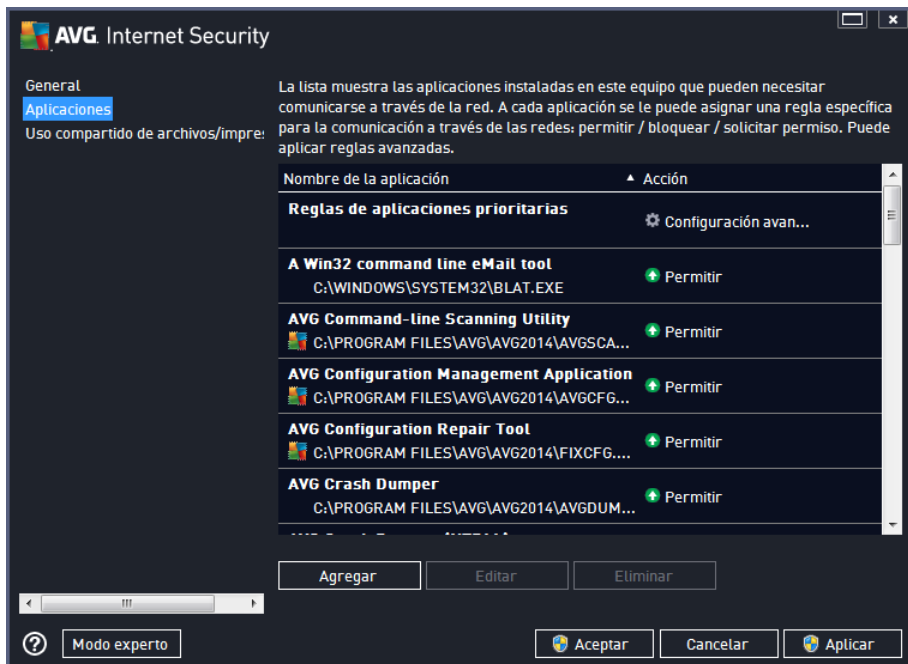 AVG. Internet Security
General
Aplicaciones
Uso compartido de archivos/impre
La lista muestra las aplicaciones instaladas en este equipo que pueden necesitar
comunicarse a través de la red. A cada aplicación se le puede asignar una regla específica
para la comunicación a través de las redes: permitir / bloquear / solicitar permiso. Puede
aplicar reglas avanzadas.
Nombre de la aplicación Acción
Reglas de aplicaciones prioritarias
Configuración avan...
A Win32 command line eMail tool
C:\WINDOWS\SYSTEM32\BLAT.EXE
Permitir
AVG Command-line Scanning Utility
C:\PROGRAM FILES\AVG\AVG2014\AVGSCA...
Permitir
AVG Configuration Management Application
C:\PROGRAM FILES\AVG\AVG2014\AVGCFG...
Permitir
AVG Configuration Repair Tool
C:\PROGRAM FILES\AVG\AVG2014\FIXCFG....
Permitir
AVG Crash Dumper
C:\PROGRAM FILES\AVG\AVG2014\AVGDUM...
Permitir
Agregar Editar Eliminar
Modo experto Aceptar Cancelar Aplicar